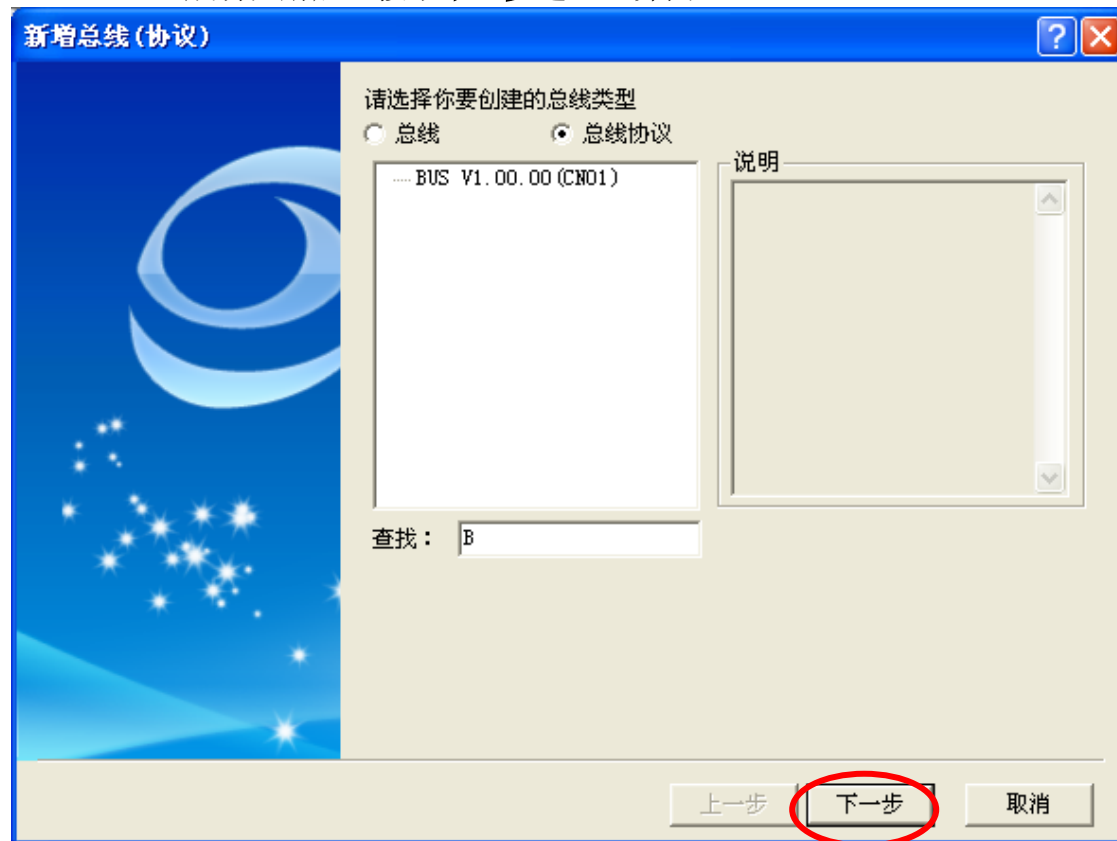 新增总线(协议)
请选择你要创建的总线类型
总线 总线协议
BUS V1.00.00(CN01)
说明
查找： B
上一步 下一步 取消